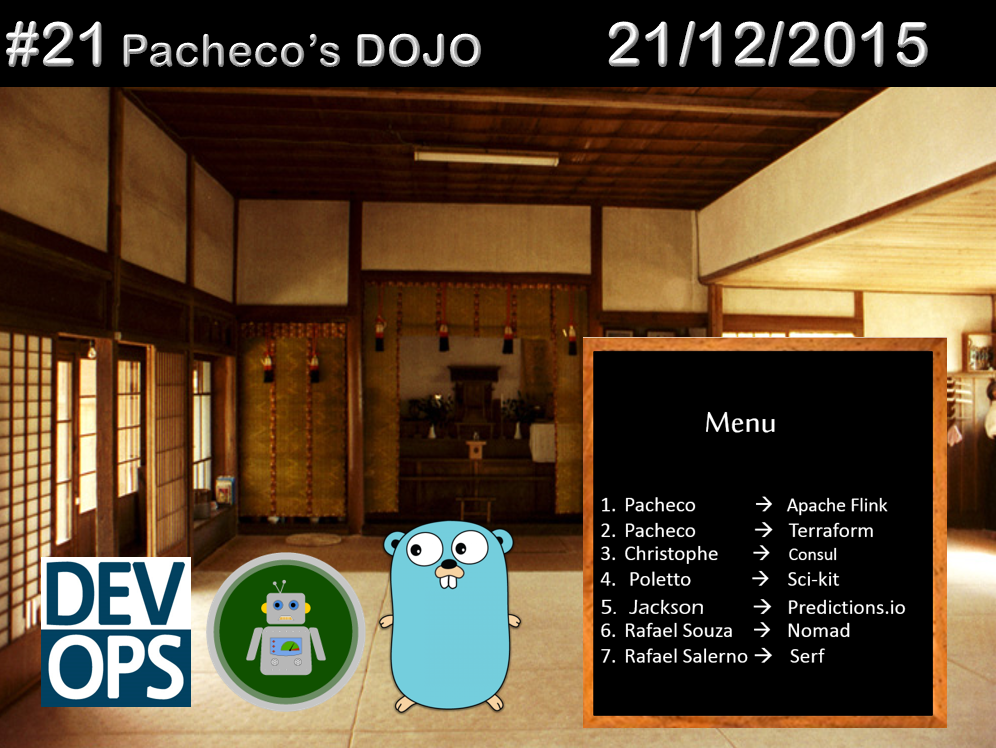 #21 Pacheco's DOJO 21/12/2015
Menu
1. Pacheco → Apache Flink
2. Pacheco → Terraform
3. Christophe → Consul
4. Poletto → Sci-kit
5. Jackson → Predictions.io
6. Rafael Souza → Nomad
7. Rafael Salerno → Serf
DEV
OPS